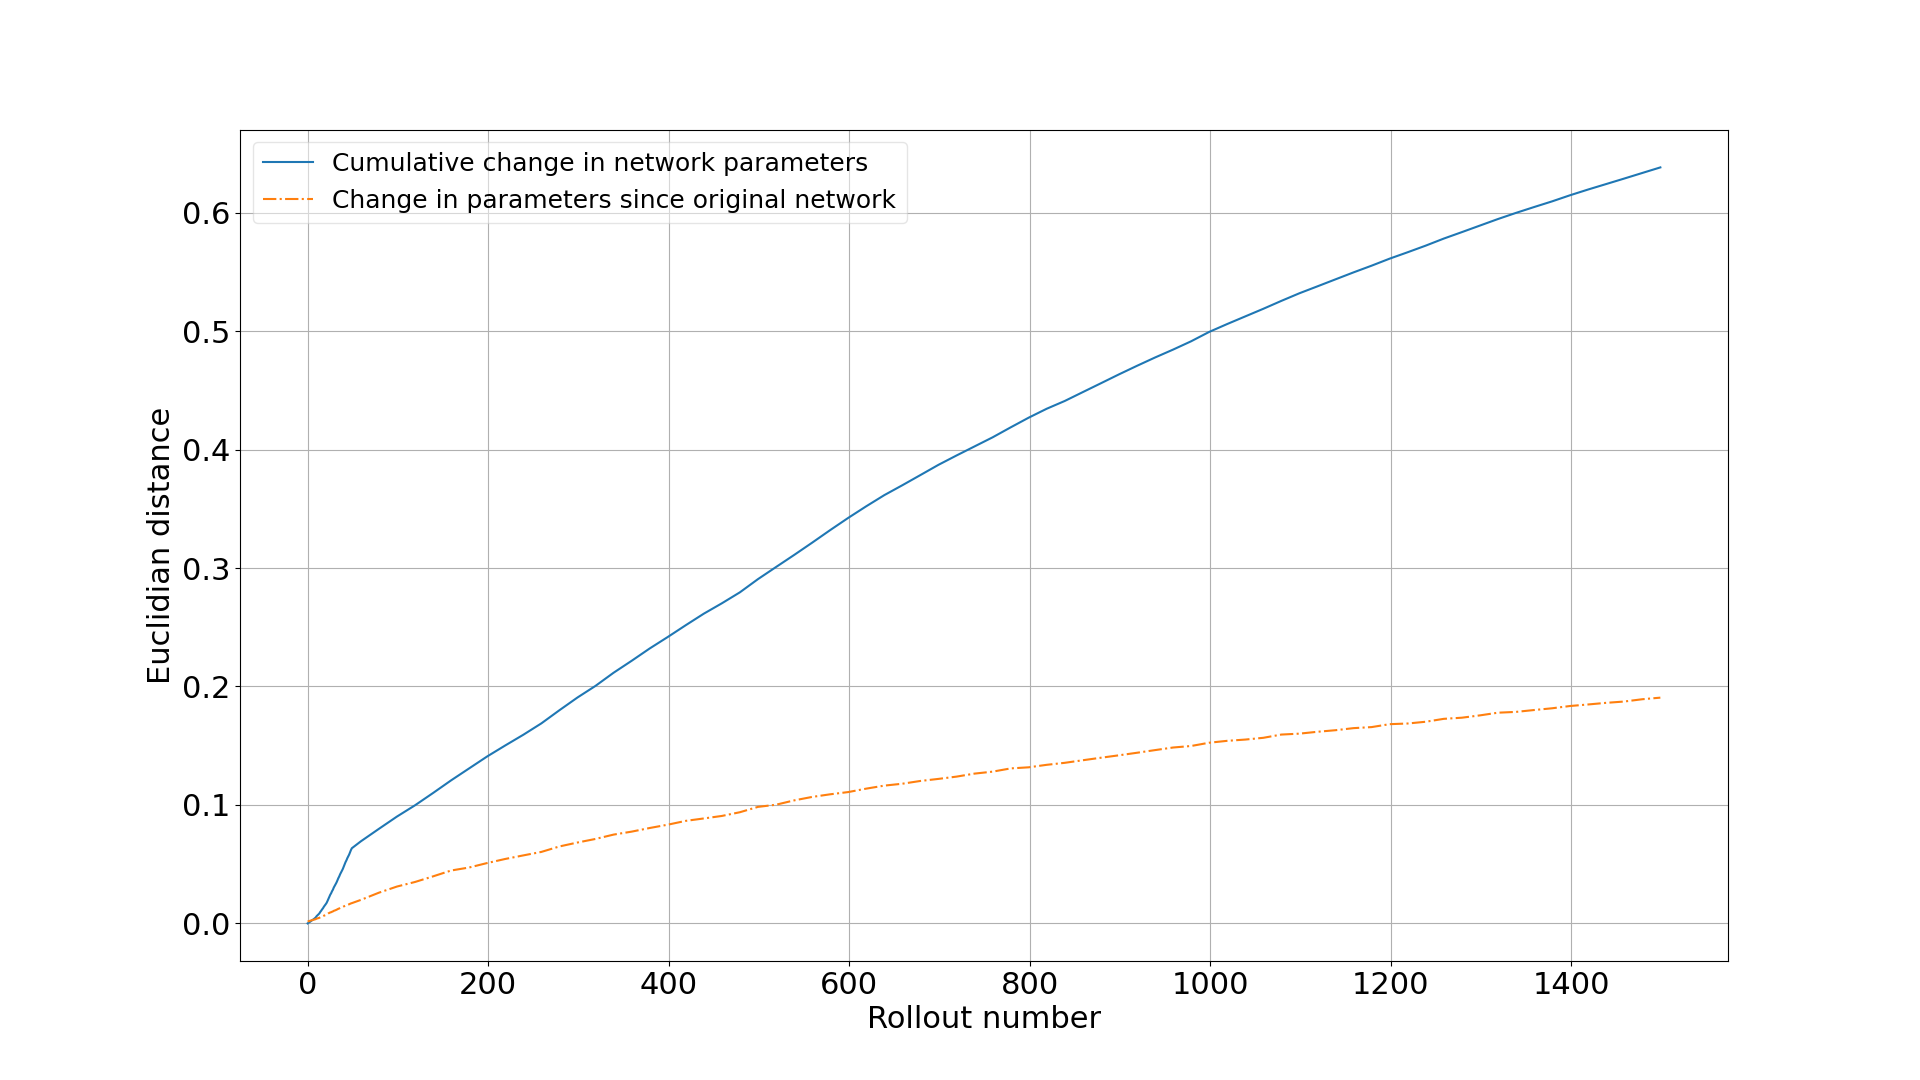 Cumulative change in network parameters
Change in parameters since original network
0.6
0.5
0.4
0.3
0.2
0.1
0.0
Euclidian distance
0 200 400 600 800 1000 1200 1400
Rollout number